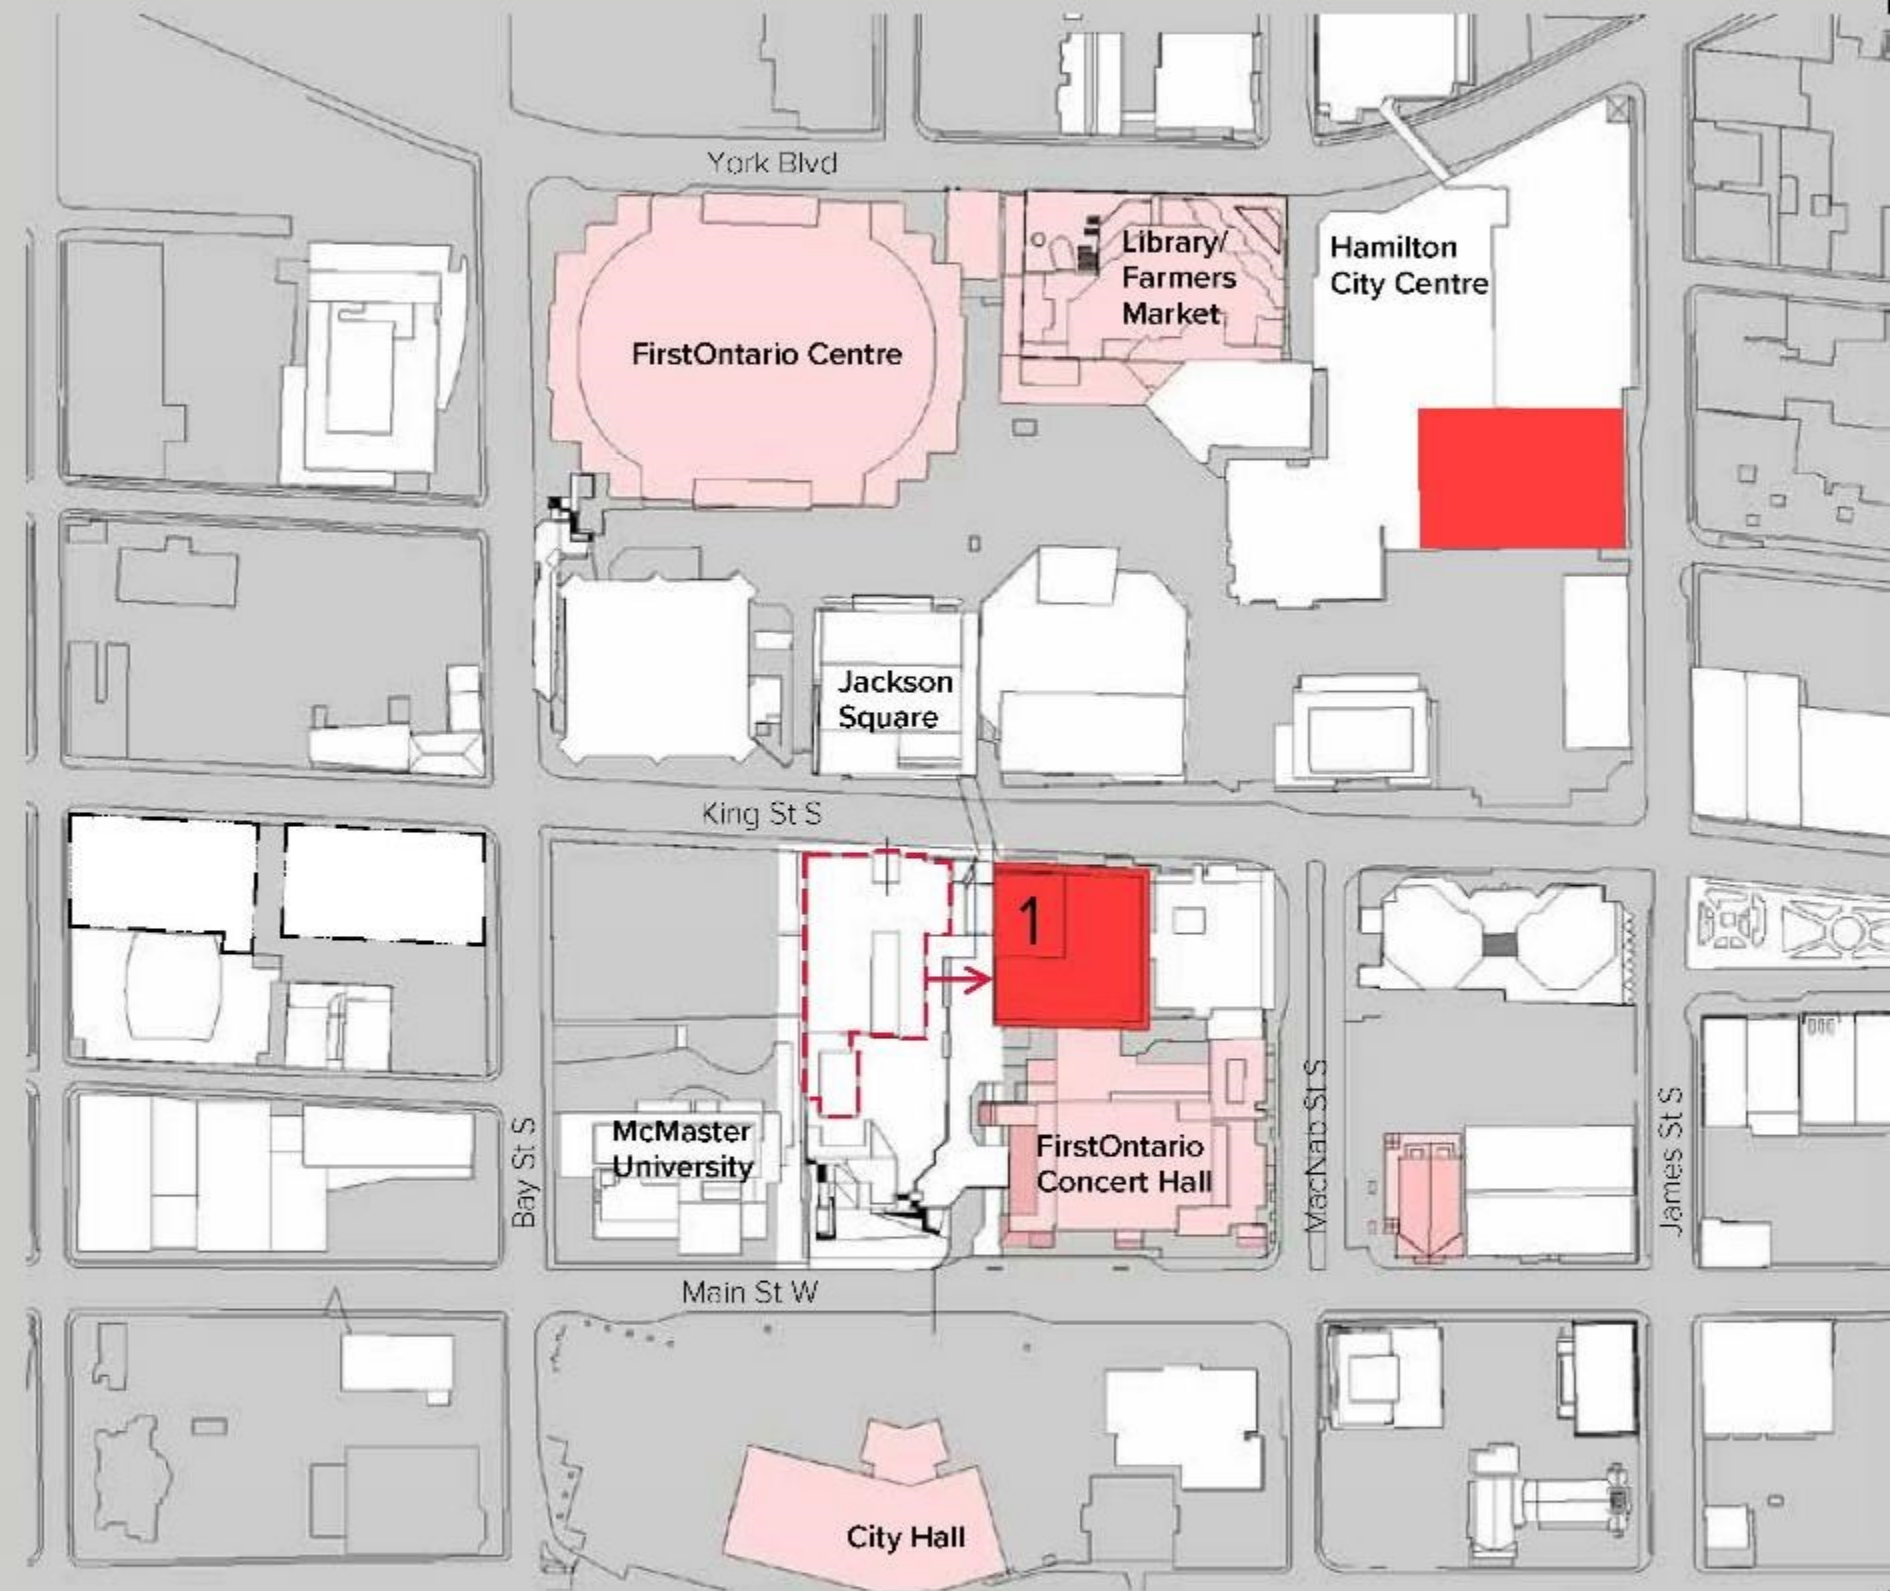 York Blvd
Library/
Farmers
Market
Hamilton
City Centre
FirstOntario Centre
Jackson
Square
King St S
1
McMaster
University
FirstOntario
Concert Hall
Bay St S
MacNab St S
James St S
Main St W
City Hall